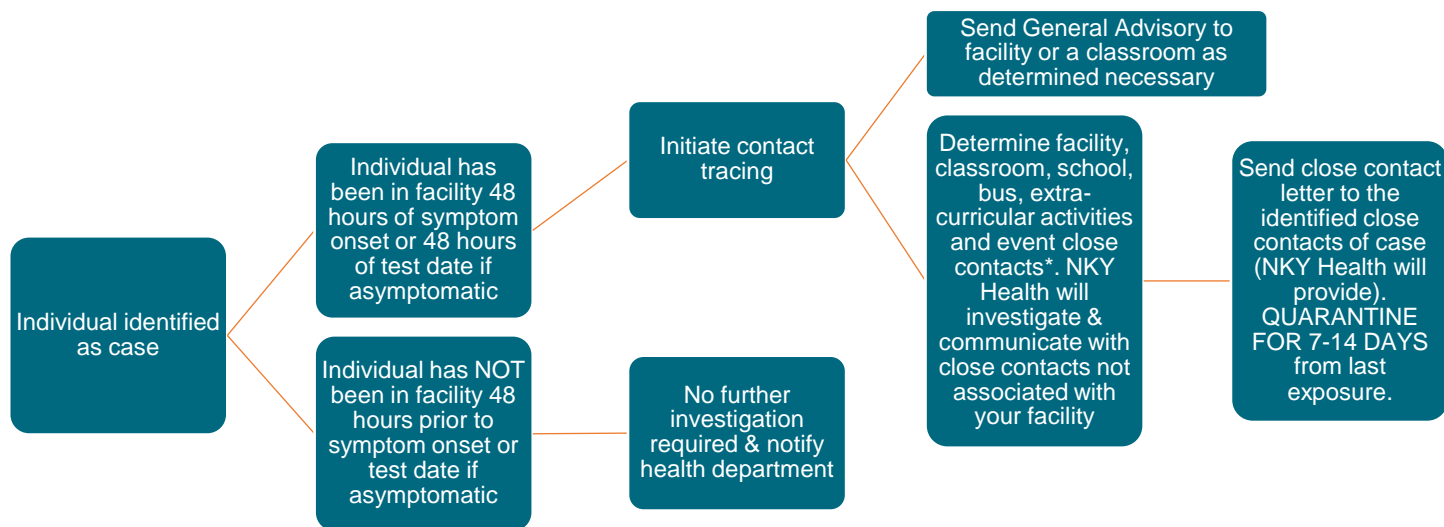 Individual identified
as case
Individual has
been in facility 48
hours of symptom
onset or 48 hours
of test date if
asymptomatic
Individual has NOT
been in facility 48
hours prior to
symptom onset or
test date if
asymptomatic
Initiate contact
tracing
No further
investigation
required & notify
health department
Send General Advisory to
facility or a classroom as
determined necessary
Determine facility,
classroom, school,
bus, extra-
curricular activities
and event close
contacts*. NKY
Health will
investigate &
communicate with
close contacts not
associated with
your facility
Send close contact
letter to the
identified close
contacts of case
(NKY Health will
provide).
QUARANTINE
FOR 7-14 DAYS
from last
exposure.